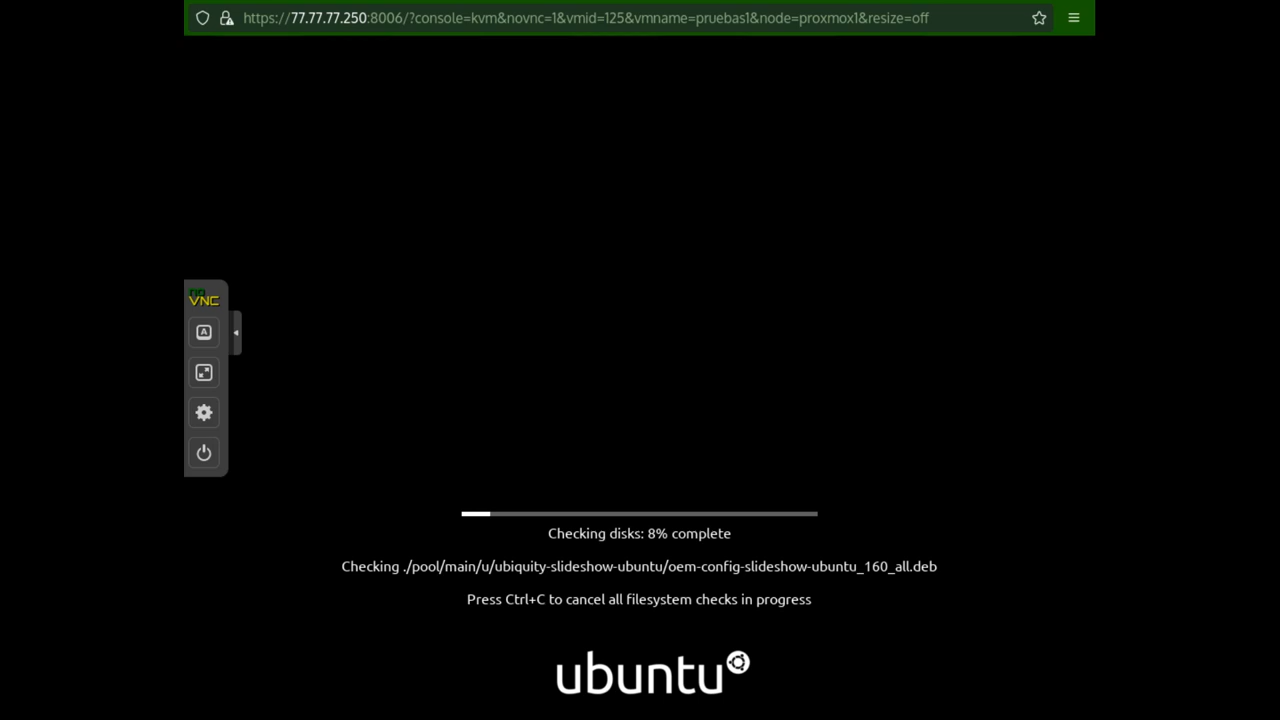 https://77.77.77.250:8006/?console=kvm&novnc=1&vmid=125&vmname=pruebas1&node=proxmox1&resize=off
no
VNC
A
Checking disks: 8% complete
Checking ./pool/main/u/ubiquity-slideshow-ubuntu/oem-config-slideshow-ubuntu_160_all.deb
Press Ctrl+C to cancel all filesystem checks in progress
ubuntu